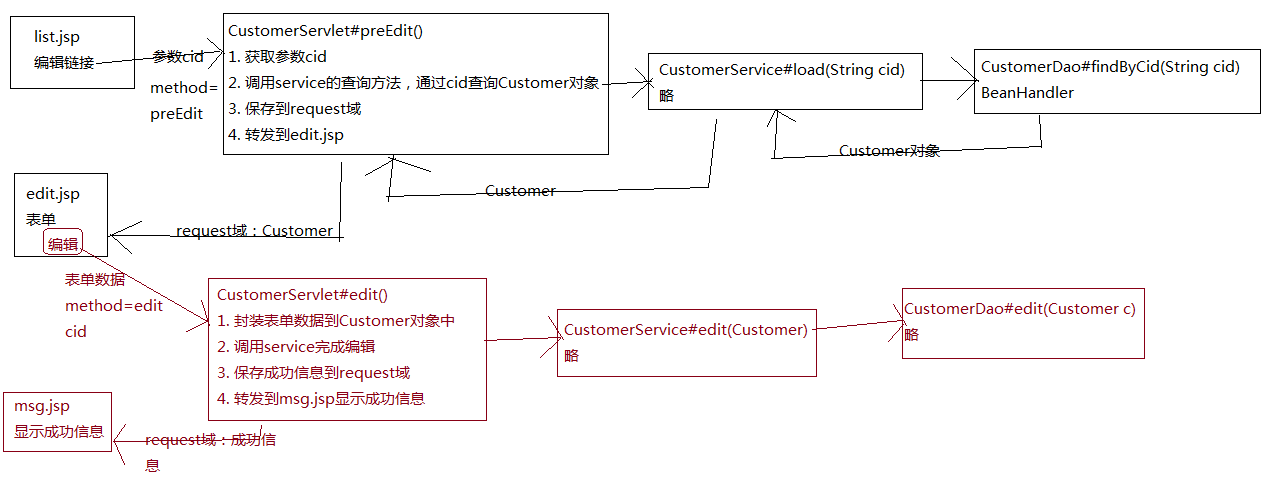 list.jsp
编辑链接
参数cid
method=
preEdit
CustomerServlet#preEdit()
1. 获取参数cid
2. 调用service的查询方法，通过cid查询Customer对象
3. 保存到request域
4. 转发到edit.jsp
CustomerService#load(String cid)
略
CustomerDao#findByCid(String cid)
BeanHandler
Customer对象
Customer
request域：Customer
edit.jsp
表单
编辑
表单数据
method=edit
cid
CustomerServlet#edit()
1. 封装表单数据到Customer对象中
2. 调用service完成编辑
3. 保存成功信息到request域
4. 转发到msg.jsp显示成功信息
CustomerService#edit(Customer)
略
CustomerDao#edit(Customer c)
略
msg.jsp
显示成功信息
request域：成功信
息